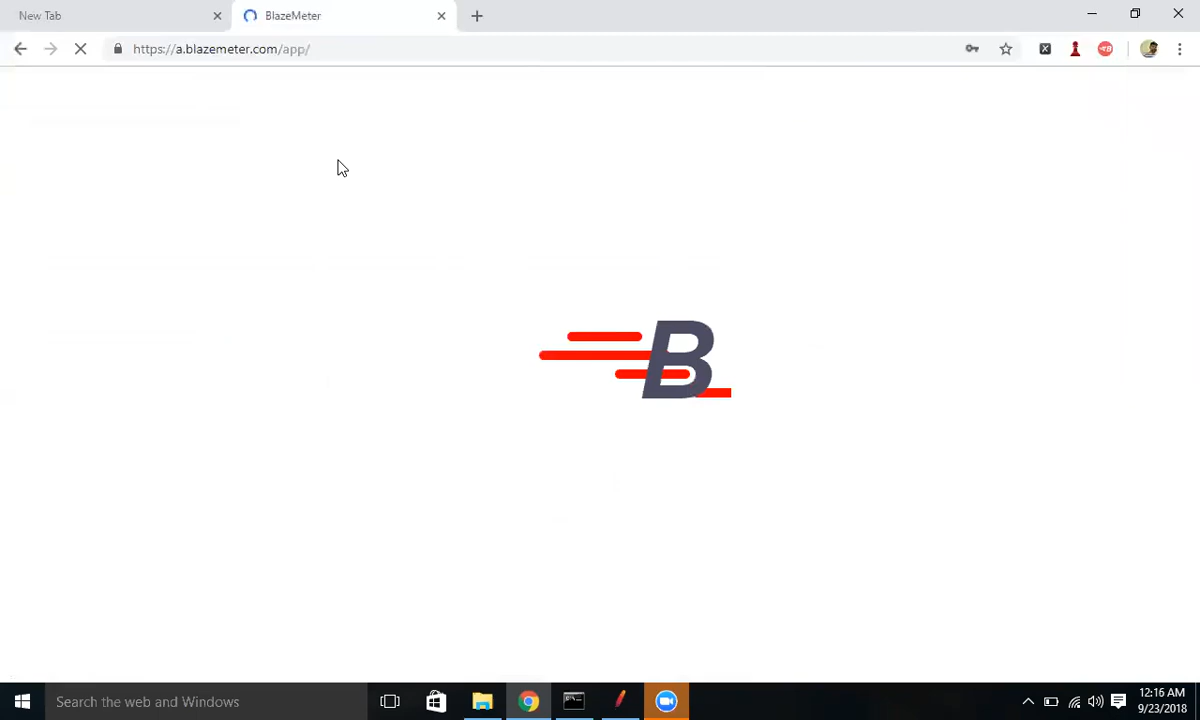 New Tab
BlazeMeter
https://a.blazemeter.com/app/
B
Search the web and Windows
12:16 AM
9/23/2018